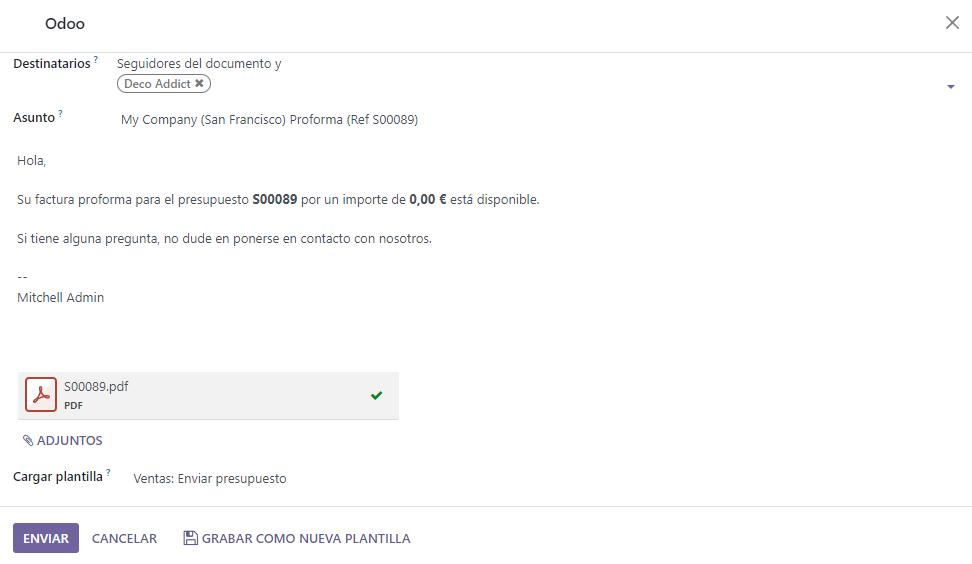 Odoo
Destinatarios ? Seguidores del documento y
Deco Addict
Asunto ? My Company (San Francisco) Proforma (Ref S00089)
Hola,
Su factura proforma para el presupuesto S00089 por un importe de 0,00 € está disponible.
Si tiene alguna pregunta, no dude en ponerse en contacto con nosotros.
--
Mitchell Admin
S00089.pdf
PDF
ADJUNTOS
Cargar plantilla ? Ventas: Enviar presupuesto
ENVIAR CANCELAR GRABAR COMO NUEVA PLANTILLA